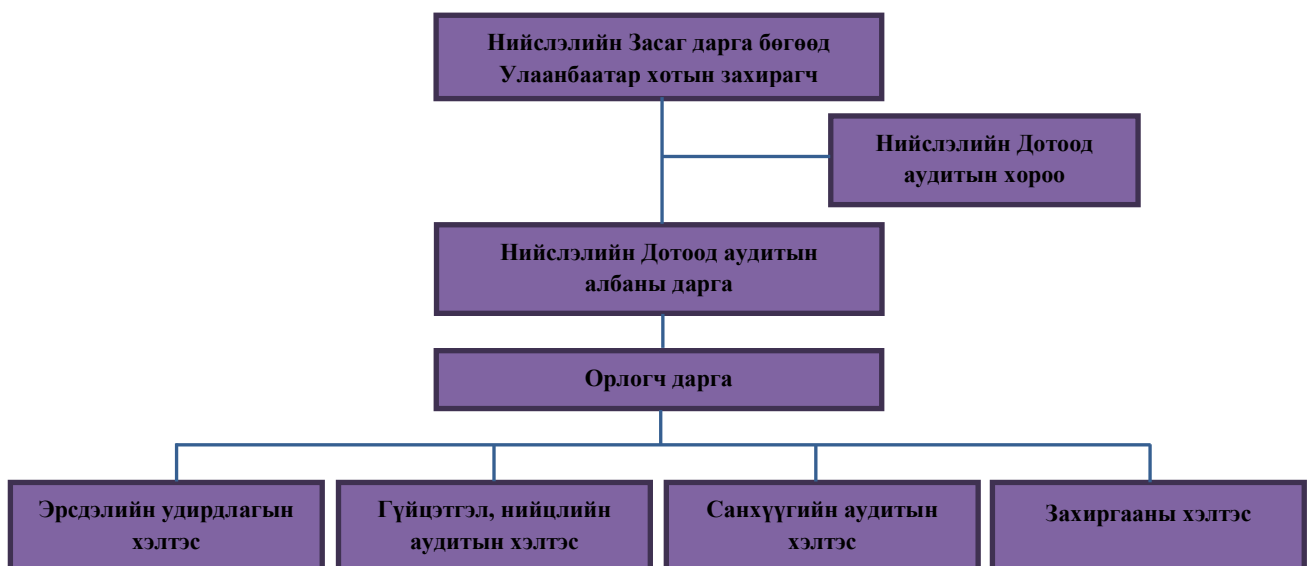 Нийслэлийн Засаг дарга бөгөөд
Улаанбаатар хотын захирагч
Нийслэлийн Дотоод
аудитын хороо
Нийслэлийн Дотоод аудитын
албаны дарга
Орлогч дарга
Эрсдэлийн удирдлагын
хэлтэс
Гүйцэтгэл, нийцлийн
аудитын хэлтэс
Санхүүгийн аудитын
хэлтэс
Захиргааны хэлтэс